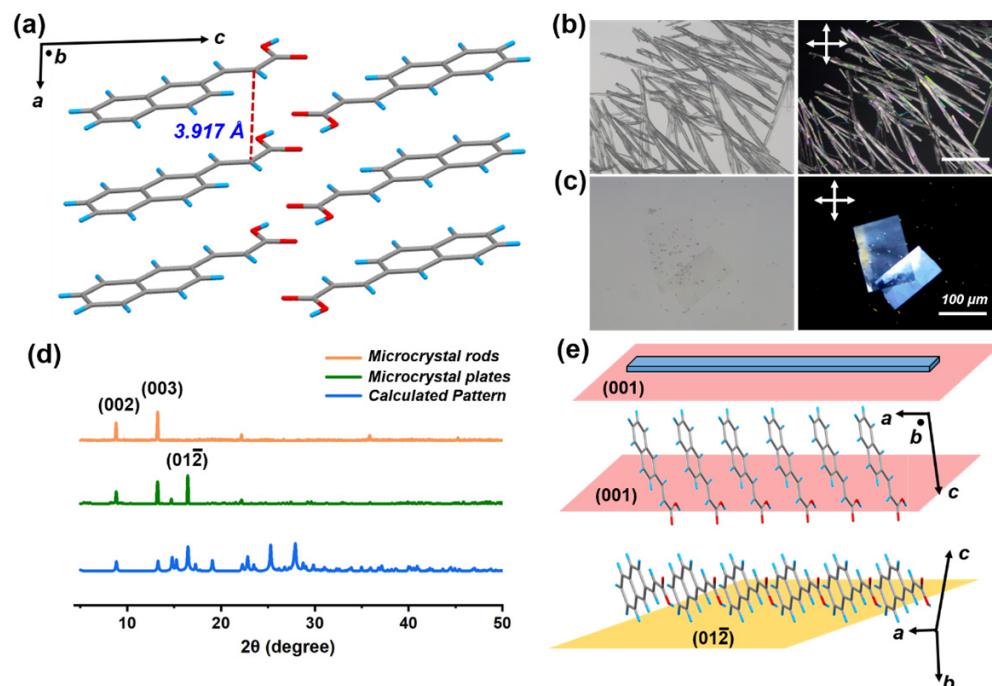 (a)
b
c
a
3.917 Å
(b)
(c)
100 µm
(d)
Microcrystal rods
Microcrystal plates
Calculated Pattern
(002)
(003)
(012̄)
10 20 30 40 50
2θ (degree)
(e)
(001)
a
b
c
(001)
c
(012̄)
a
b